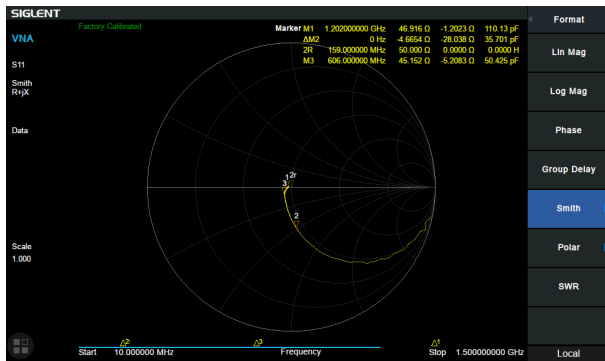 SIGLENT
Factory Calibrated
VNA
S11
Smith
R+jX
Data
Scale
1.000
Marker M1 1.202000000 GHz 46.916 Ω -1.2023 Ω 110.13 pF
ΔM2 0 Hz -4.6654 Ω -28.038 Ω 35.701 pF
2R 159.000000 MHz 50.000 Ω 0.0000 Ω 0.0000 H
M3 606.000000 MHz 45.152 Ω -5.2083 Ω 50.425 pF
1 2r
3
2
2 3 1
Start 10.000000 MHz Frequency Stop 1.500000000 GHz
Format
Lin Mag
Log Mag
Phase
Group Delay
Smith
Polar
SWR
Local